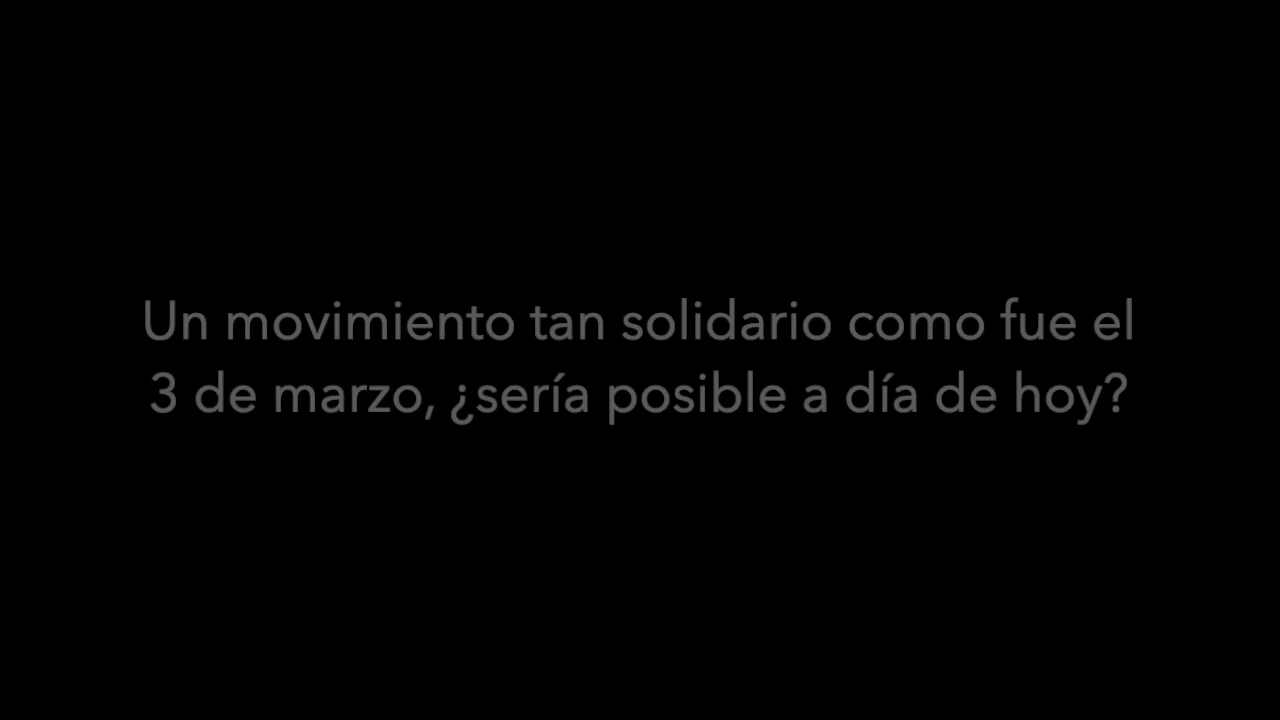 Un movimiento tan solidario como fue el
3 de marzo, ¿sería posible a día de hoy?